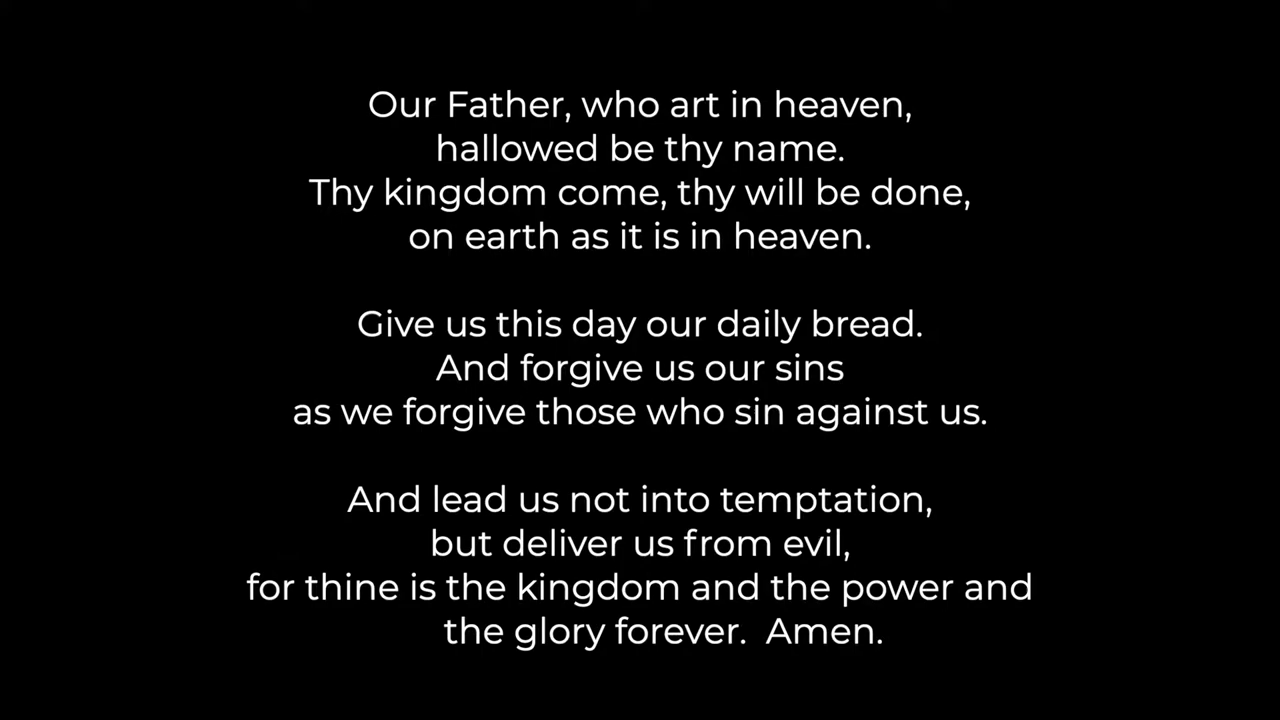 Our Father, who art in heaven,
hallowed be thy name.
Thy kingdom come, thy will be done,
on earth as it is in heaven.
Give us this day our daily bread.
And forgive us our sins
as we forgive those who sin against us.
And lead us not into temptation,
but deliver us from evil,
for thine is the kingdom and the power and
the glory forever.  Amen.